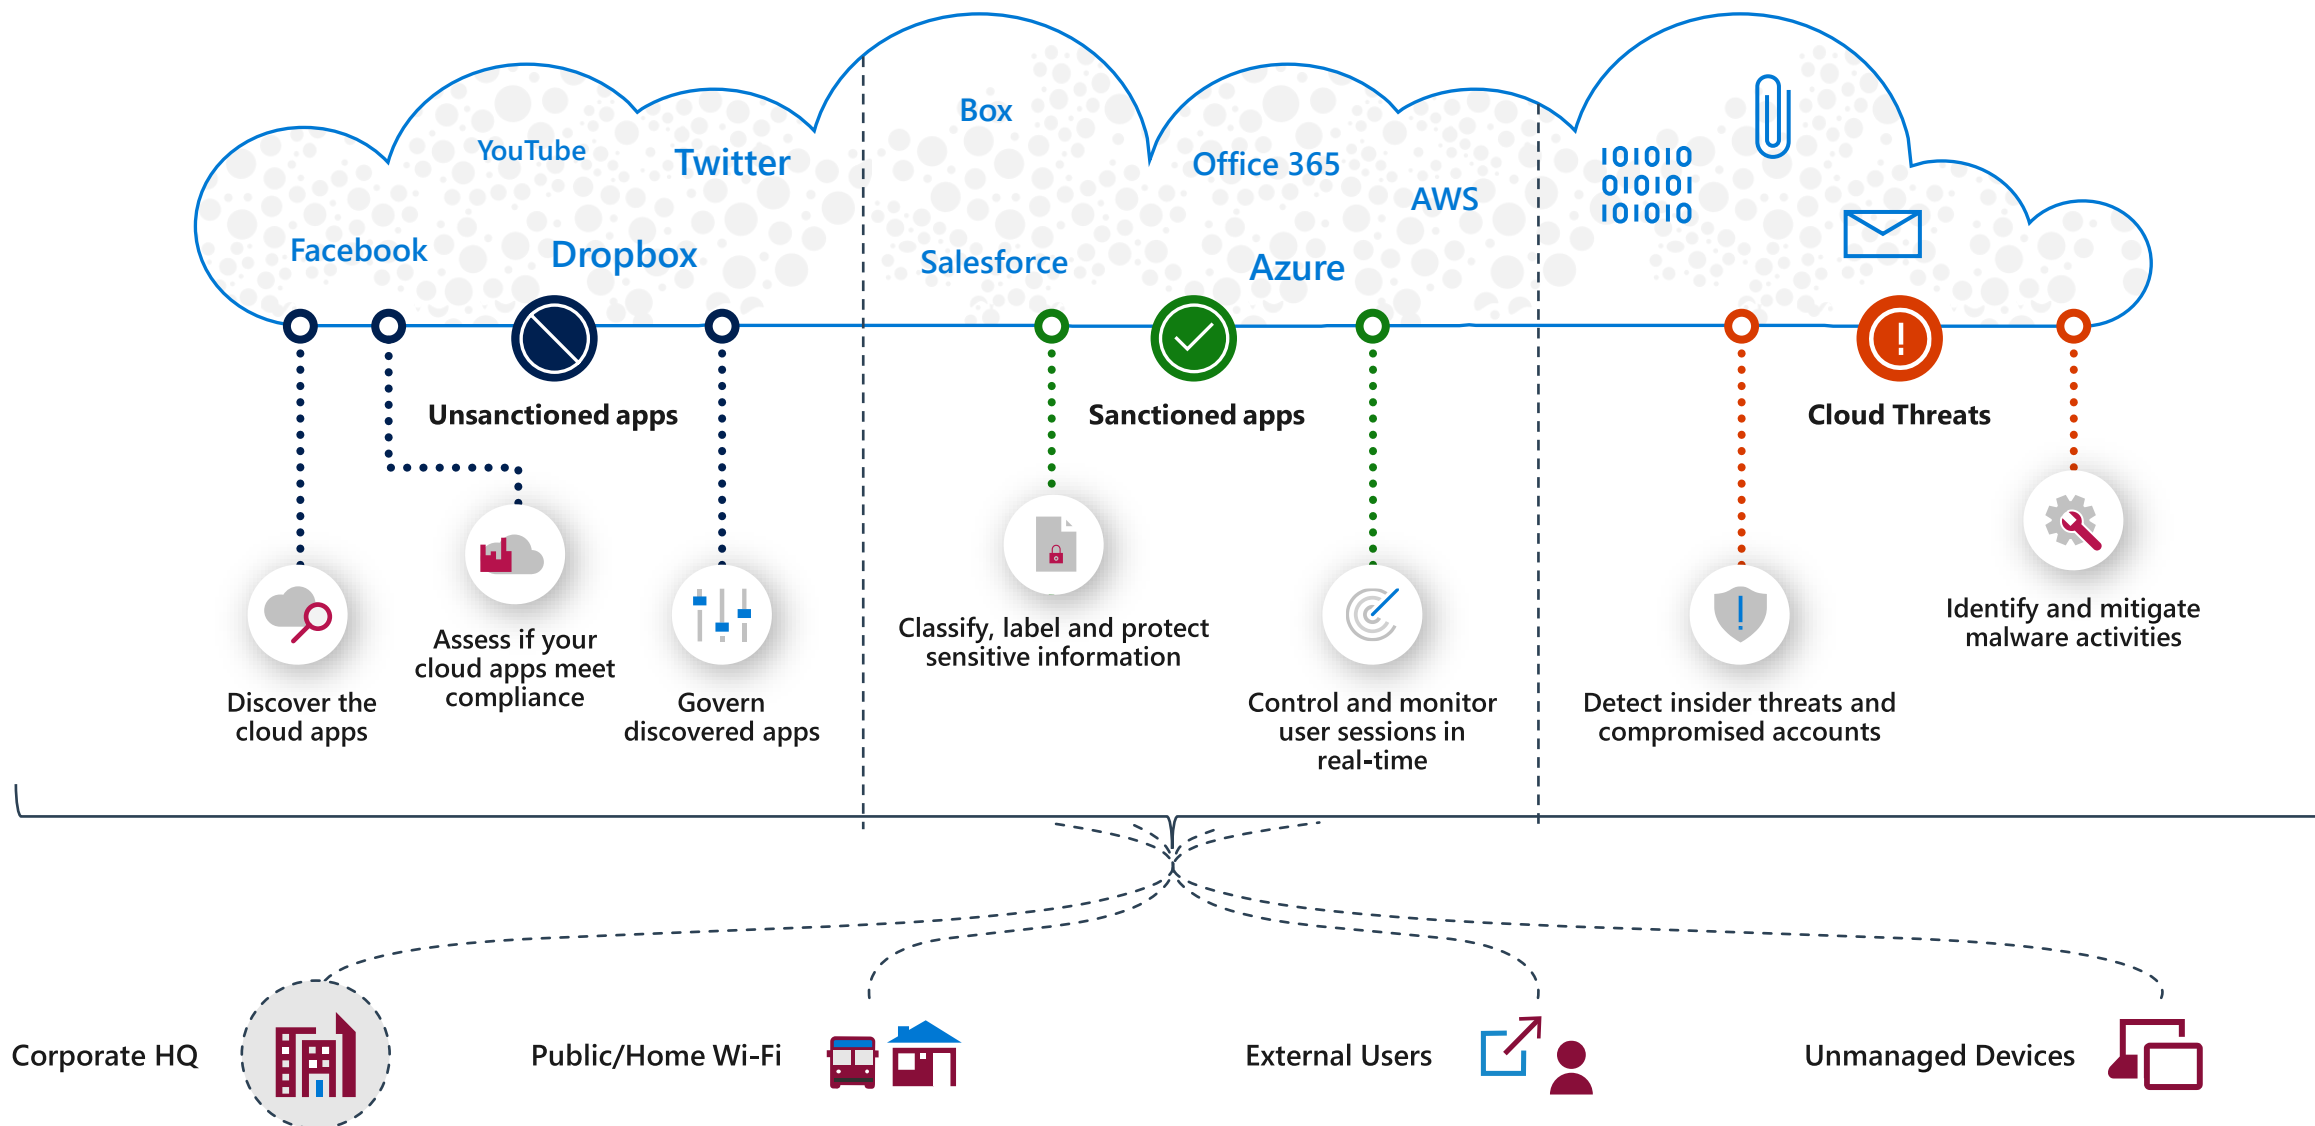 Box
YouTube
Twitter
Office 365
AWS
Facebook
Dropbox
Salesforce
Azure
101010
010101
101010
Unsanctioned apps
Sanctioned apps
Cloud Threats
Discover the
cloud apps
Assess if your
cloud apps meet
compliance
Govern
discovered apps
Classify, label and protect
sensitive information
Control and monitor
user sessions in
real-time
Detect insider threats and
compromised accounts
Identify and mitigate
malware activities
Corporate HQ
Public/Home Wi-Fi
External Users
Unmanaged Devices